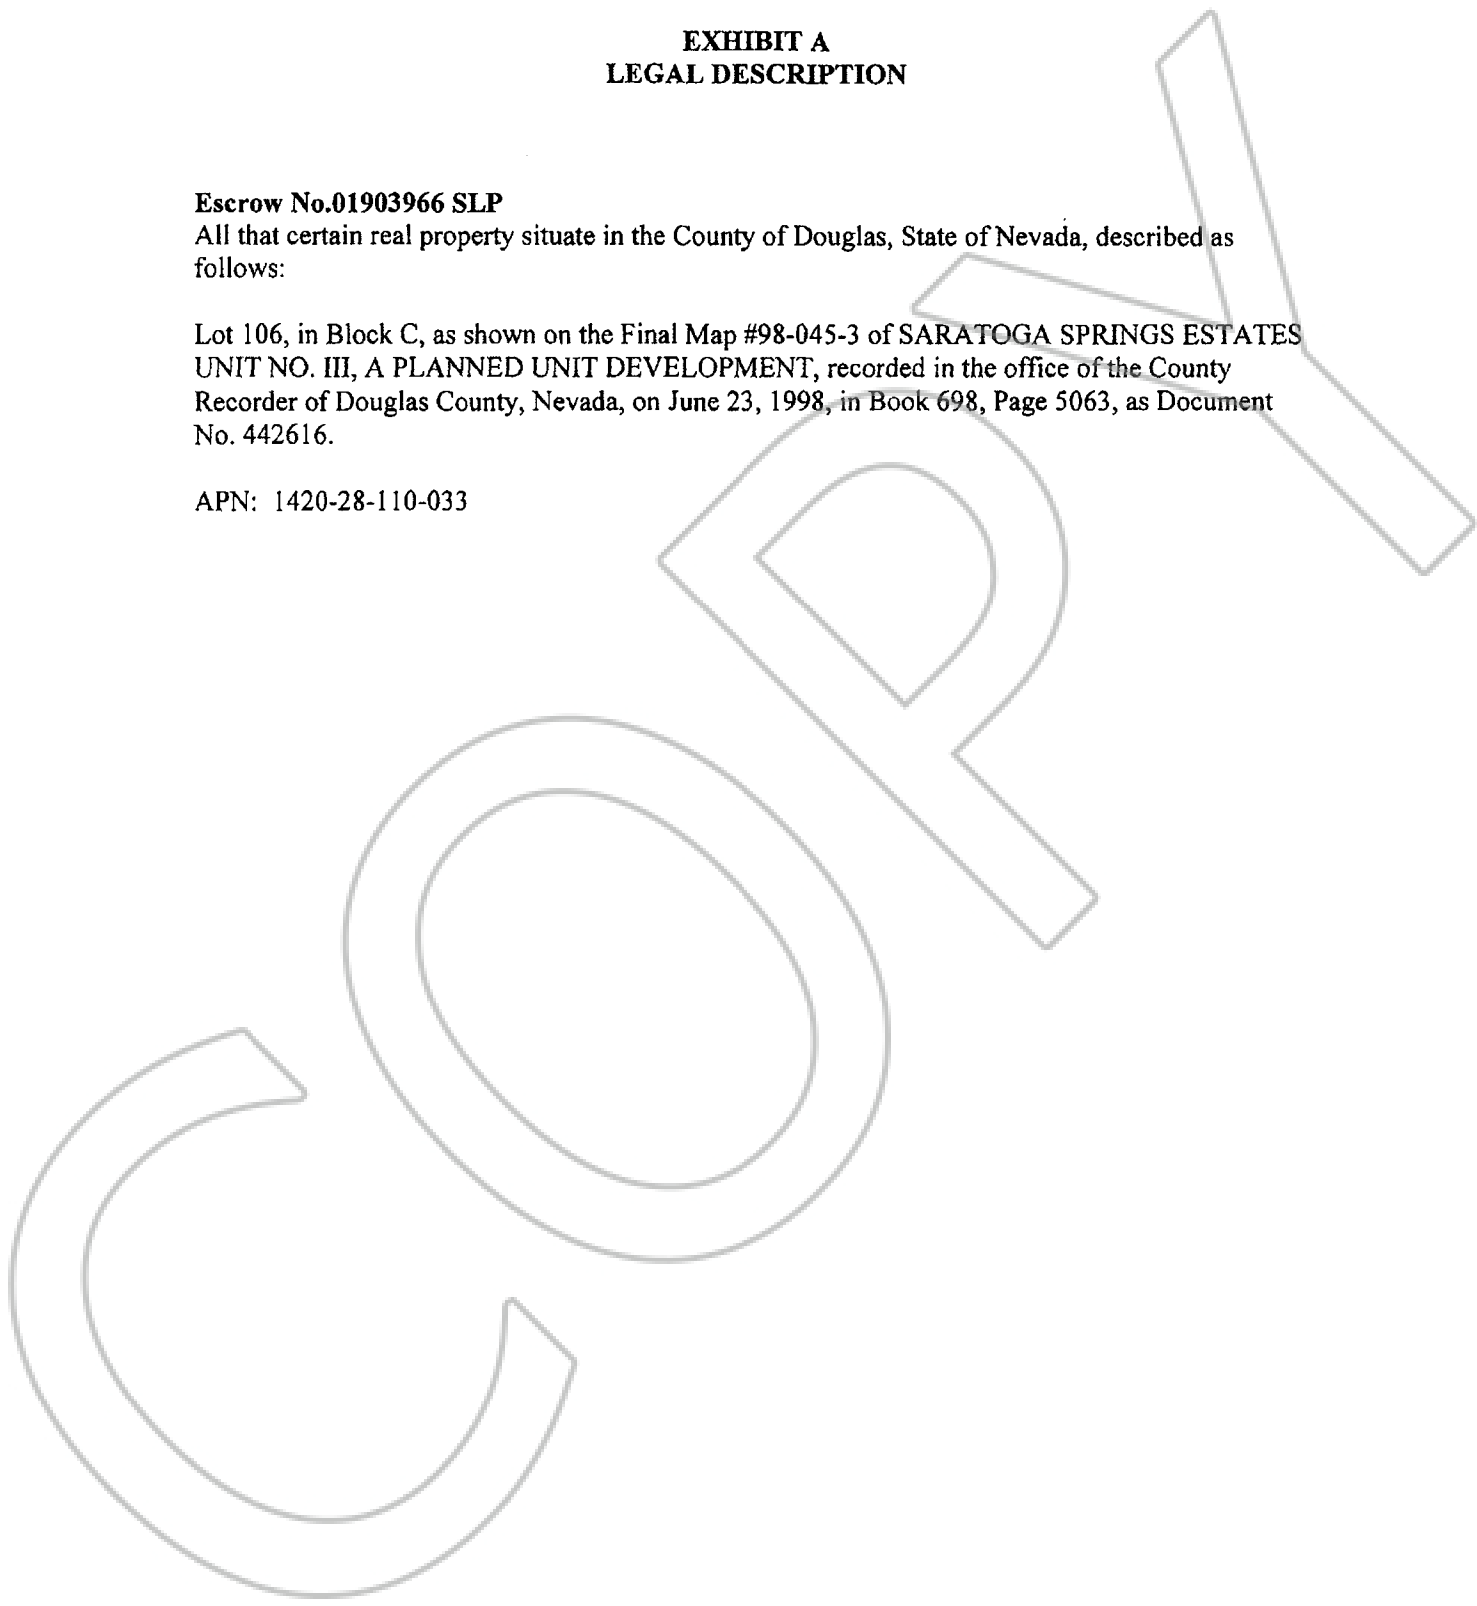 EXHIBIT A
LEGAL DESCRIPTION
Escrow No.01903966 SLP
All that certain real property situate in the County of Douglas, State of Nevada, described as
follows:
Lot 106, in Block C, as shown on the Final Map #98-045-3 of SARATOGA SPRINGS ESTATES
UNIT NO. III, A PLANNED UNIT DEVELOPMENT, recorded in the office of the County
Recorder of Douglas County, Nevada, on June 23, 1998, in Book 698, Page 5063, as Document
No. 442616.
APN: 1420-28-110-033
COPY